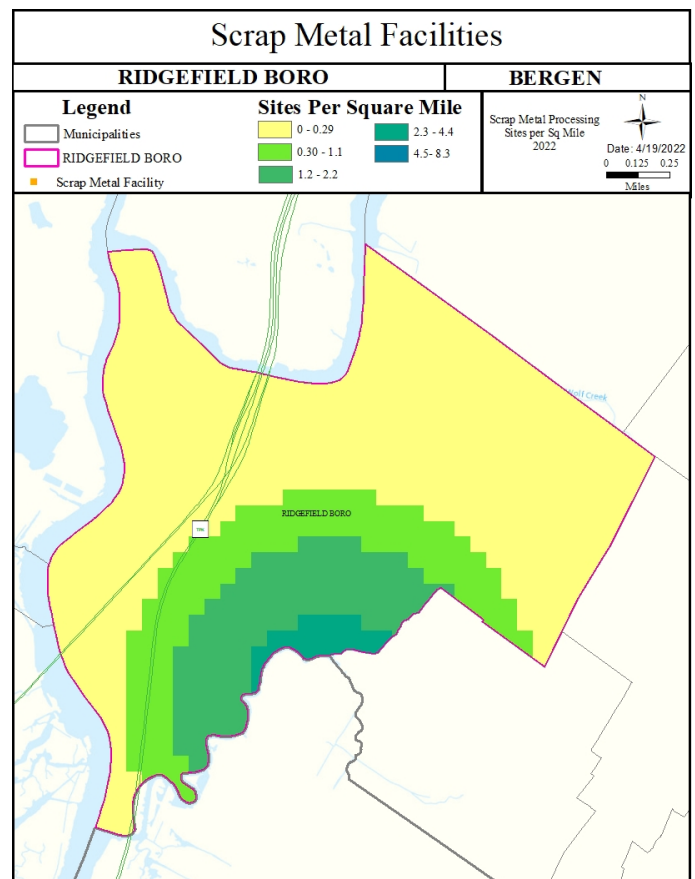 Scrap Metal Facilities
RIDGEFIELD BORO
BERGEN
Legend
Municipalities
RIDGEFIELD BORO
Scrap Metal Facility
Sites Per Square Mile
0 - 0.29
0.30 - 1.1
1.2 - 2.2
2.3 - 4.4
4.5- 8.3
Scrap Metal Processing
Sites per Sq Mile
2022
N
Date: 4/19/2022
0 0.125 0.25
Miles
Wolf Creek
RIDGEFIELD BORO